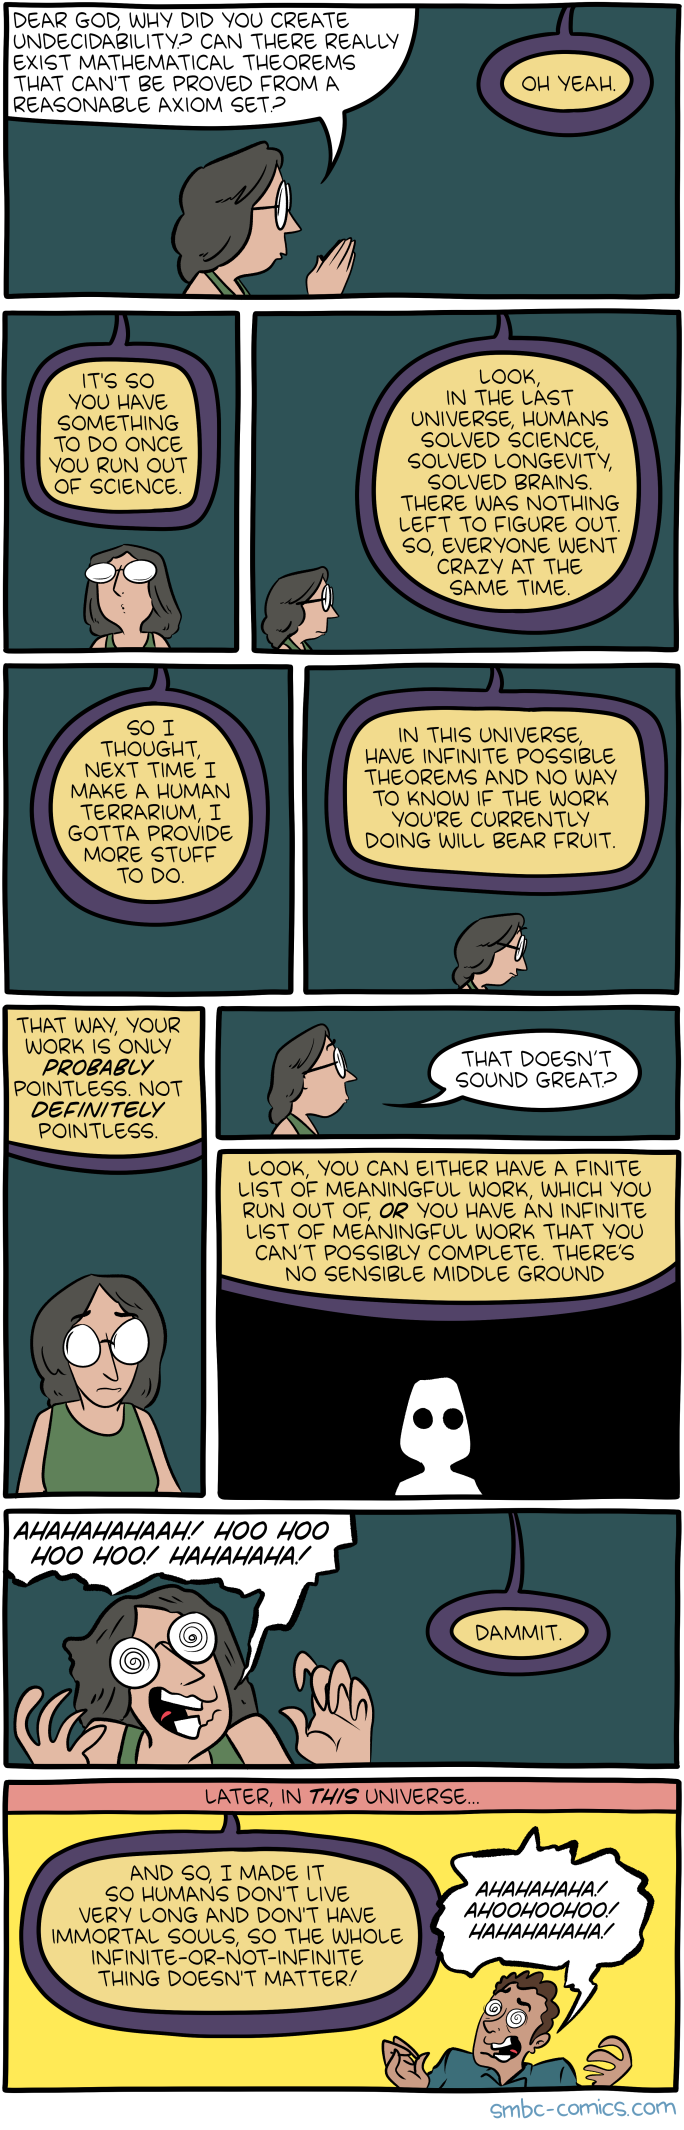 DEAR GOD, WHY DID YOU CREATE
UNDECIDABILITY? CAN THERE REALLY
EXIST MATHEMATICAL THEOREMS
THAT CAN'T BE PROVED FROM A
REASONABLE AXIOM SET?
OH YEAH.
IT'S SO
YOU HAVE
SOMETHING
TO DO ONCE
YOU RUN OUT
OF SCIENCE.
LOOK,
IN THE LAST
UNIVERSE, HUMANS
SOLVED SCIENCE,
SOLVED LONGEVITY,
SOLVED BRAINS.
THERE WAS NOTHING
LEFT TO FIGURE OUT.
SO, EVERYONE WENT
CRAZY AT THE
SAME TIME.
SO I
THOUGHT,
NEXT TIME I
MAKE A HUMAN
TERRARIUM, I
GOTTA PROVIDE
MORE STUFF
TO DO.
IN THIS UNIVERSE,
HAVE INFINITE POSSIBLE
THEOREMS AND NO WAY
TO KNOW IF THE WORK
YOU'RE CURRENTLY
DOING WILL BEAR FRUIT.
THAT WAY, YOUR
WORK IS ONLY
PROBABLY
POINTLESS. NOT
DEFINITELY
POINTLESS.
THAT DOESN'T
SOUND GREAT?
LOOK, YOU CAN EITHER HAVE A FINITE
LIST OF MEANINGFUL WORK, WHICH YOU
RUN OUT OF, OR YOU HAVE AN INFINITE
LIST OF MEANINGFUL WORK THAT YOU
CAN'T POSSIBLY COMPLETE. THERE'S
NO SENSIBLE MIDDLE GROUND
AHAHAHAHAAH! HOO HOO
HOO HOO! HAHAHAHA!
DAMMIT.
LATER, IN THIS UNIVERSE...
AND SO, I MADE IT
SO HUMANS DON'T LIVE
VERY LONG AND DON'T HAVE
IMMORTAL SOULS, SO THE WHOLE
INFINITE-OR-NOT-INFINITE
THING DOESN'T MATTER!
AHAHAHAHA!
AHOOHOOHOO!
HAHAHAHAHA!
smbc-comics.com